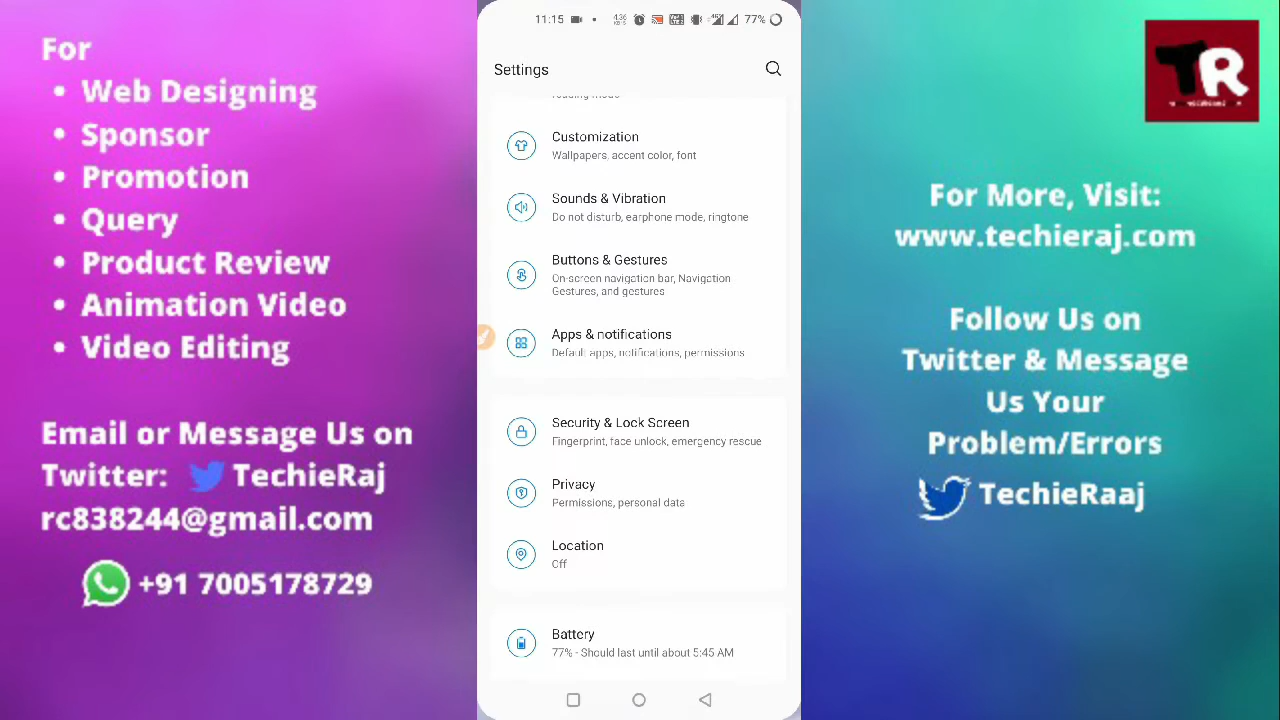 For
• Web Designing
• Sponsor
• Promotion
• Query
• Product Review
• Animation Video
• Video Editing
Email or Message Us on
Twitter: TechieRaj
rc838244@gmail.com
+91 7005178729
11:15
77%
Settings
Customization
Wallpapers, accent color, font
Sounds & Vibration
Do not disturb, earphone mode, ringtone
Buttons & Gestures
On-screen navigation bar, Navigation
Gestures, and gestures
Apps & notifications
Default apps, notifications, permissions
Security & Lock Screen
Fingerprint, face unlock, emergency rescue
Privacy
Permissions, personal data
Location
Off
Battery
77% - Should last until about 5:45 AM
TR
For More, Visit:
www.techieraj.com
Follow Us on
Twitter & Message
Us Your
Problem/Errors
TechieRaaj